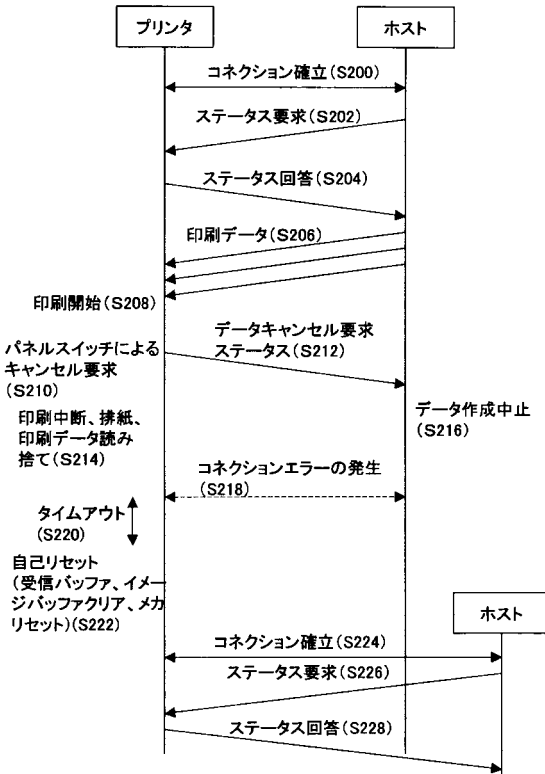 プリンタ
ホスト
コネクション確立(S200)
ステータス要求(S202)
ステータス回答(S204)
印刷データ(S206)
印刷開始(S208)
データキャンセル要求
ステータス(S212)
パネルスイッチによる
キャンセル要求
(S210)
データ作成中止
(S216)
印刷中断、排紙、
印刷データ読み
捨て(S214)
コネクションエラーの発生
(S218)
タイムアウト
(S220)
自己リセット
(受信バッファ、イメー
ジバッファクリア、メカ
リセット)(S222)
ホスト
コネクション確立(S224)
ステータス要求(S226)
ステータス回答(S228)